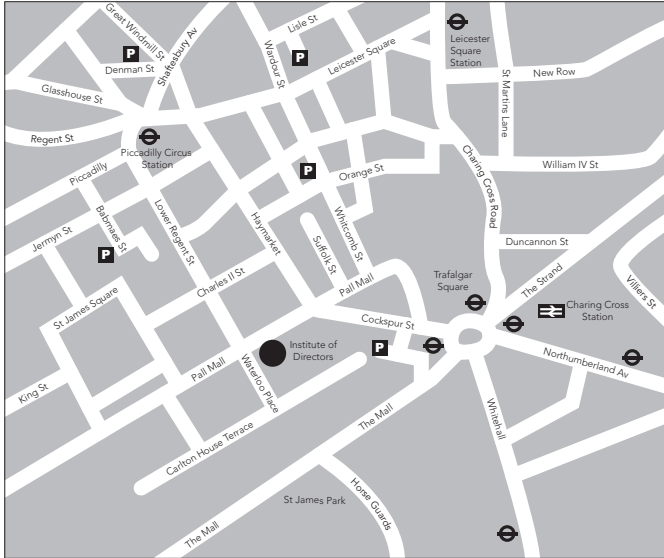 Great Windmill St
Shaftesbury Av
Lisle St
P
P
Wardour St
Leicester Square
Leicester
Square
Station
Denman St
New Row
St Martins Lane
Glasshouse St
Regent St
Piccadilly Circus
Station
Piccadilly
Charing Cross Road
William IV St
P
Orange St
Babmaes St
Lower Regent St
Haymarket
Whitcomb St
Jermyn St
P
Suffolk St
Duncannon St
The Strand
Villiers St
Charles II St
Pall Mall
Trafalgar
Square
St James Square
Cockspur St
Charing Cross
Station
Institute of
Directors
P
Northumberland Av
Pall Mall
Waterloo Place
King St
The Mall
Whitehall
Carlton House Terrace
St James Park
Horse Guards
The Mall